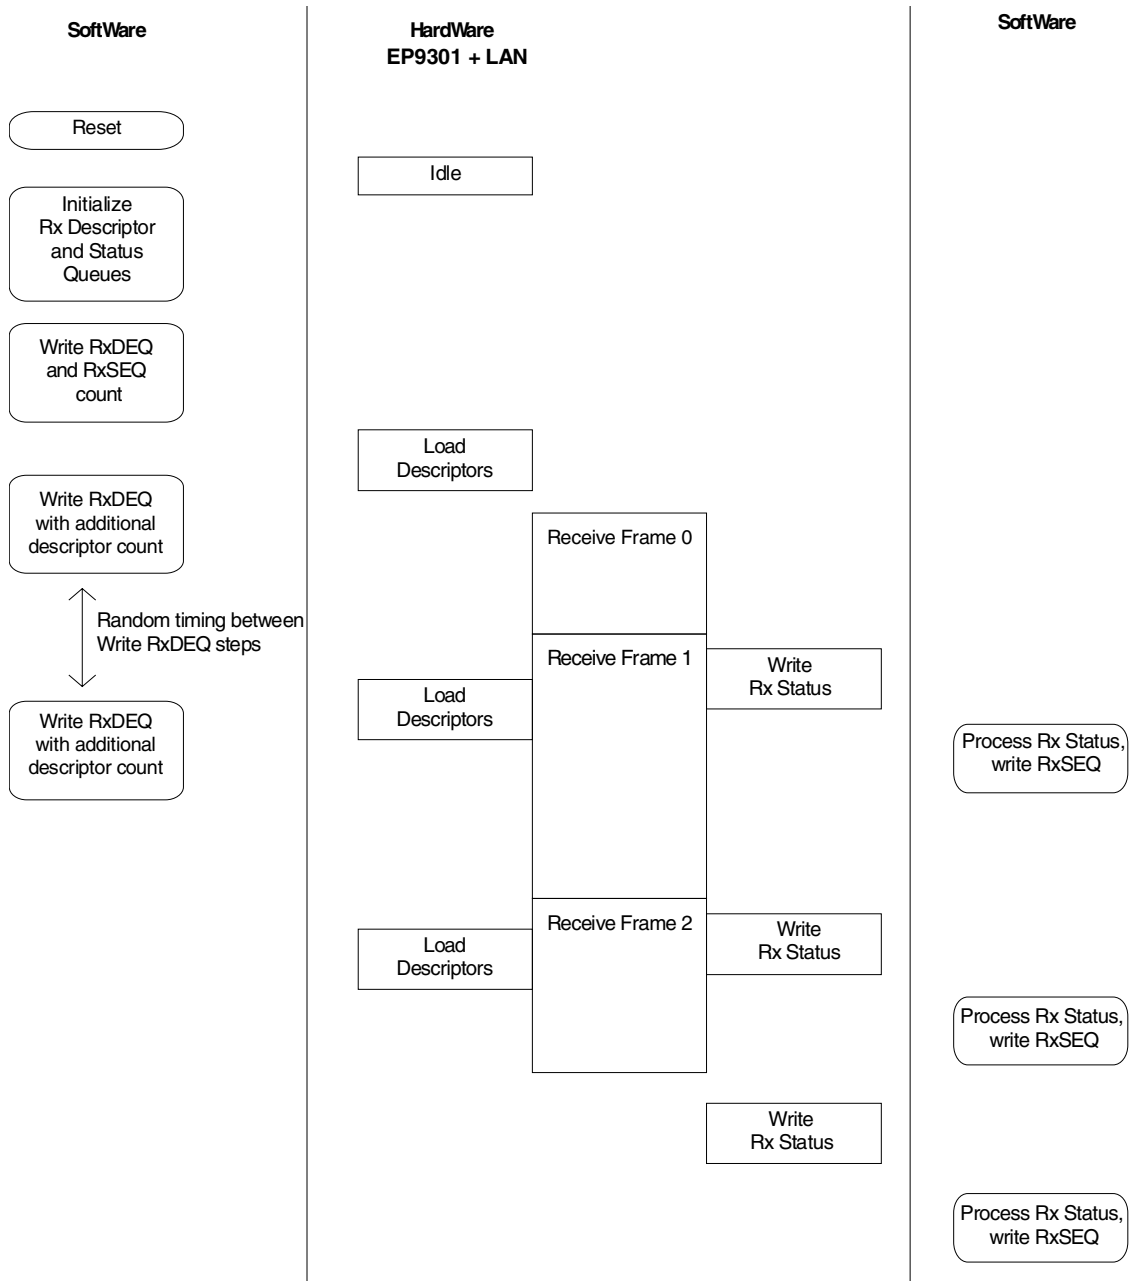 SoftWare
HardWare
EP9301 + LAN
SoftWare
Reset
Idle
Initialize
Rx Descriptor
and Status
Queues
Write RxDEQ
and RxSEQ
count
Load
Descriptors
Write RxDEQ
with additional
descriptor count
Receive Frame 0
Random timing between
Write RxDEQ steps
Receive Frame 1
Write
Rx Status
Load
Descriptors
Write RxDEQ
with additional
descriptor count
Process Rx Status,
write RxSEQ
Receive Frame 2
Write
Rx Status
Load
Descriptors
Process Rx Status,
write RxSEQ
Write
Rx Status
Process Rx Status,
write RxSEQ